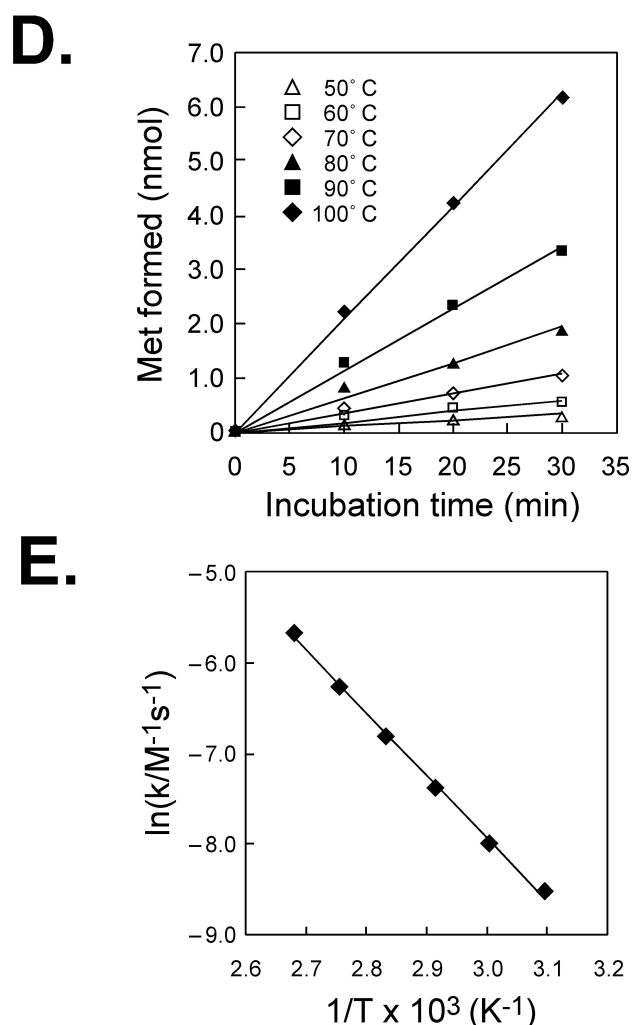 D.
7.0
6.0
5.0
4.0
3.0
2.0
1.0
0
Met formed (nmol)
50° C
60° C
70° C
80° C
90° C
100° C
0 5 10 15 20 25 30 35
Incubation time (min)
E.
−5.0
−6.0
−7.0
−8.0
−9.0
ln(k/M⁻¹s⁻¹)
2.6 2.7 2.8 2.9 3.0 3.1 3.2
1/T x 10³ (K⁻¹)